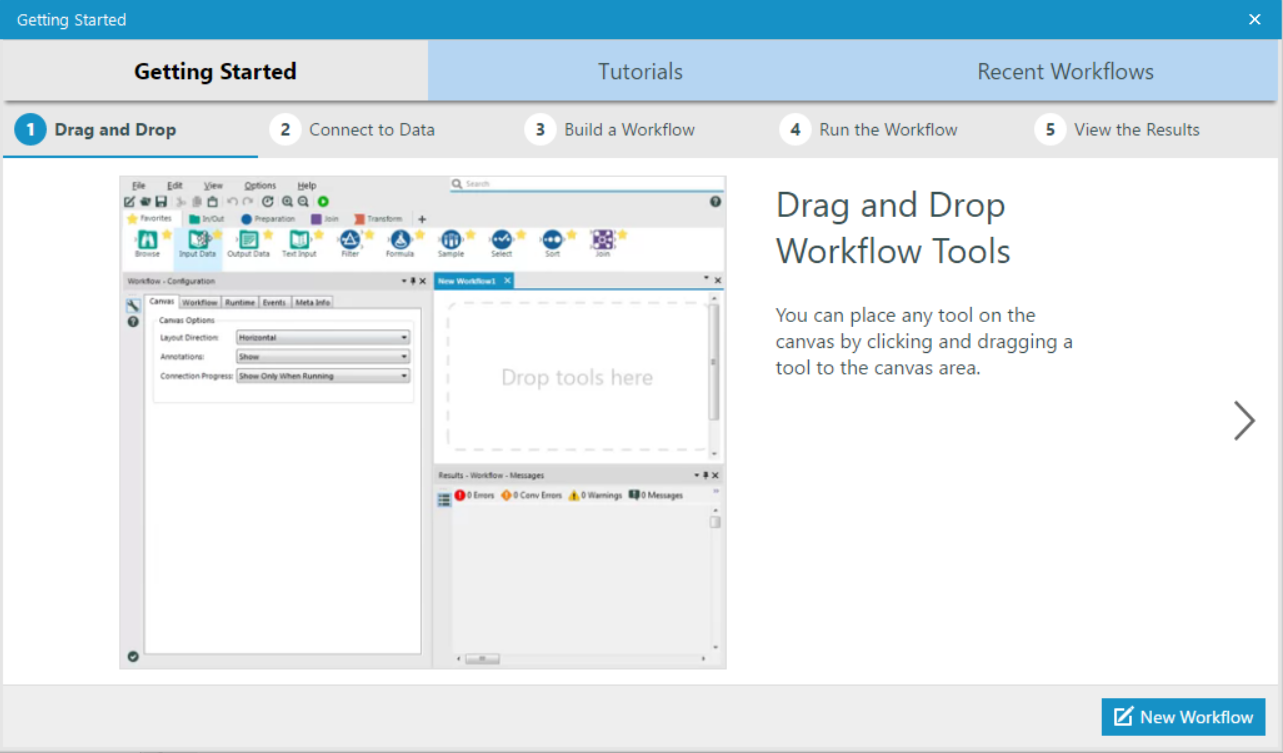 Getting Started
Getting Started Tutorials Recent Workflows
1 Drag and Drop 2 Connect to Data 3 Build a Workflow 4 Run the Workflow 5 View the Results
File Edit View Options Help Search
Favorites In/Out Preparation Join Transform +
Browse Input Data Output Data Text Input Filter Formula Sample Select Sort Join
Workflow - Configuration New Workflow1
Canvas Workflow Runtime Events Meta Info
Canvas Options
Layout Direction: Horizontal
Annotations: Show
Connection Progress: Show Only When Running
Drop tools here
Results - Workflow - Messages
0 Errors 0 Conv Errors 0 Warnings 0 Messages
Drag and Drop
Workflow Tools
You can place any tool on the
canvas by clicking and dragging a
tool to the canvas area.
New Workflow